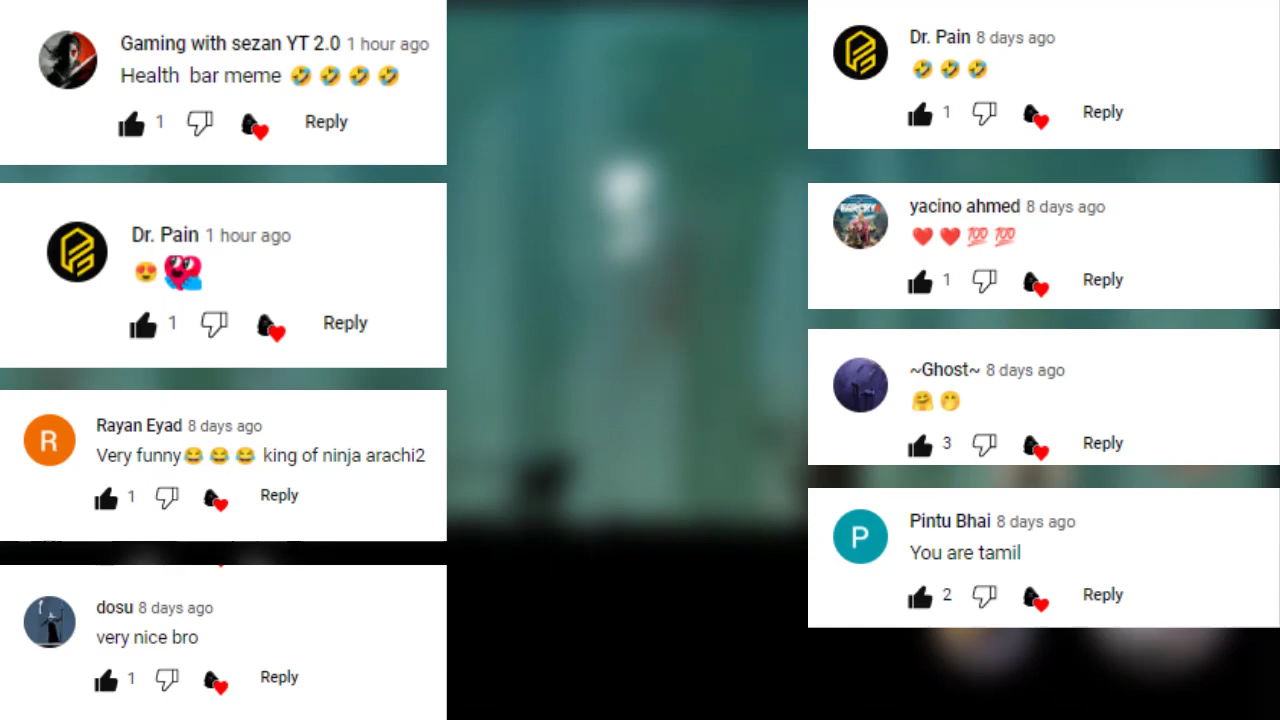 Gaming with sezan YT 2.0 1 hour ago
Health bar meme 🤣 🤣 🤣 🤣
1 Reply
Dr. Pain 1 hour ago
😍
1 Reply
Rayan Eyad 8 days ago
Very funny😂 😂 😂 king of ninja arachi2
1 Reply
R
dosu 8 days ago
very nice bro
1 Reply
Dr. Pain 8 days ago
🤣 🤣 🤣
1 Reply
yacino ahmed 8 days ago
❤️ ❤️ 💯 💯
1 Reply
~Ghost~ 8 days ago
🤗 🤭
3 Reply
Pintu Bhai 8 days ago
P
You are tamil
2 Reply